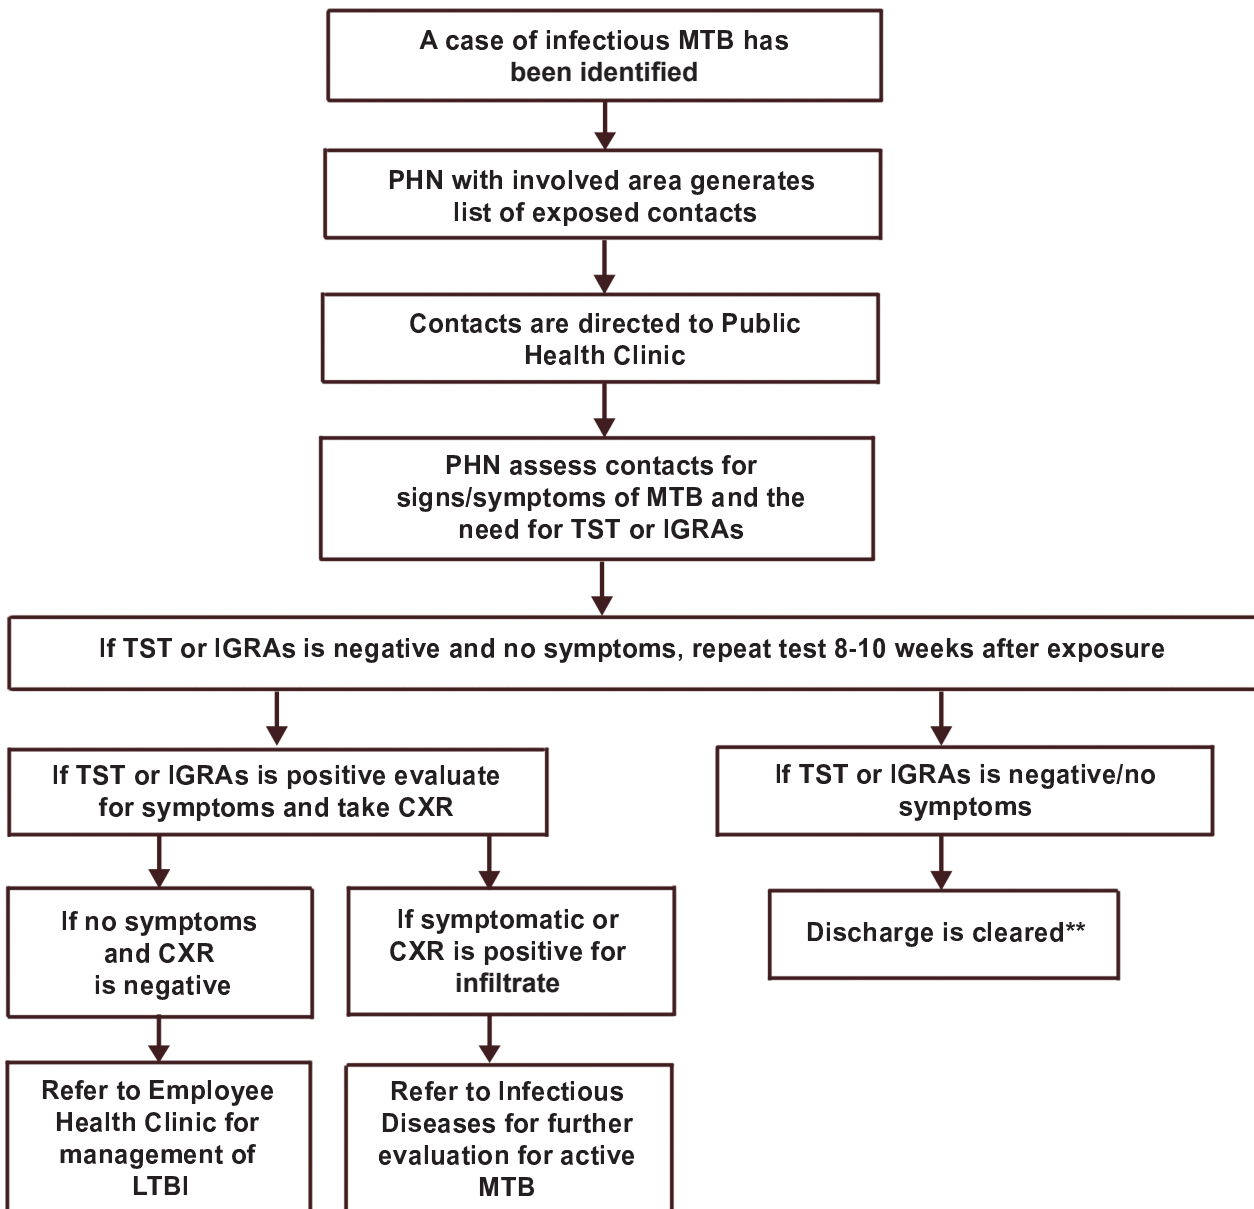 A case of infectious MTB has
been identified
PHN with involved area generates
list of exposed contacts
Contacts are directed to Public
Health Clinic
PHN assess contacts for
signs/symptoms of MTB and the
need for TST or IGRAs
If TST or IGRAs is negative and no symptoms, repeat test 8-10 weeks after exposure
If TST or IGRAs is positive evaluate
for symptoms and take CXR
If TST or IGRAs is negative/no
symptoms
If no symptoms
and CXR
is negative
If symptomatic or
CXR is positive for
infiltrate
Discharge is cleared**
Refer to Employee
Health Clinic for
management of
LTBI
Refer to Infectious
Diseases for further
evaluation for active
MTB